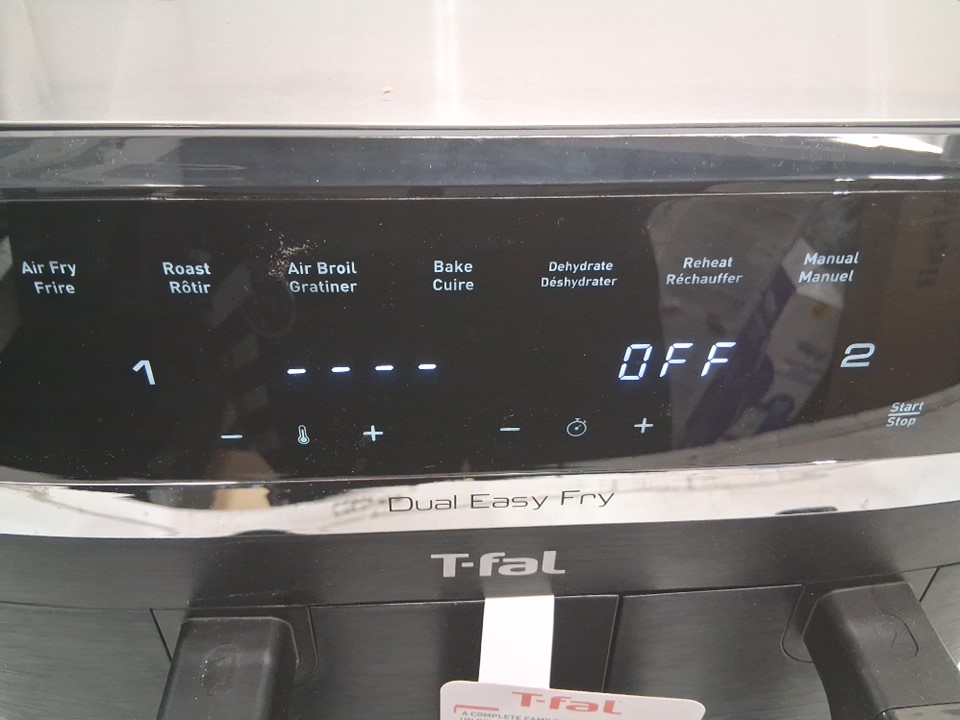 Air Fry
Frire
Roast
Rôtir
Air Broil
Gratiner
Bake
Cuire
Dehydrate
Déshydrater
Reheat
Réchauffer
Manual
Manuel
1
- - - -
OFF
2
- +
- +
Start
Stop
Dual Easy Fry
T-fal
T-fal
A COMPLETE